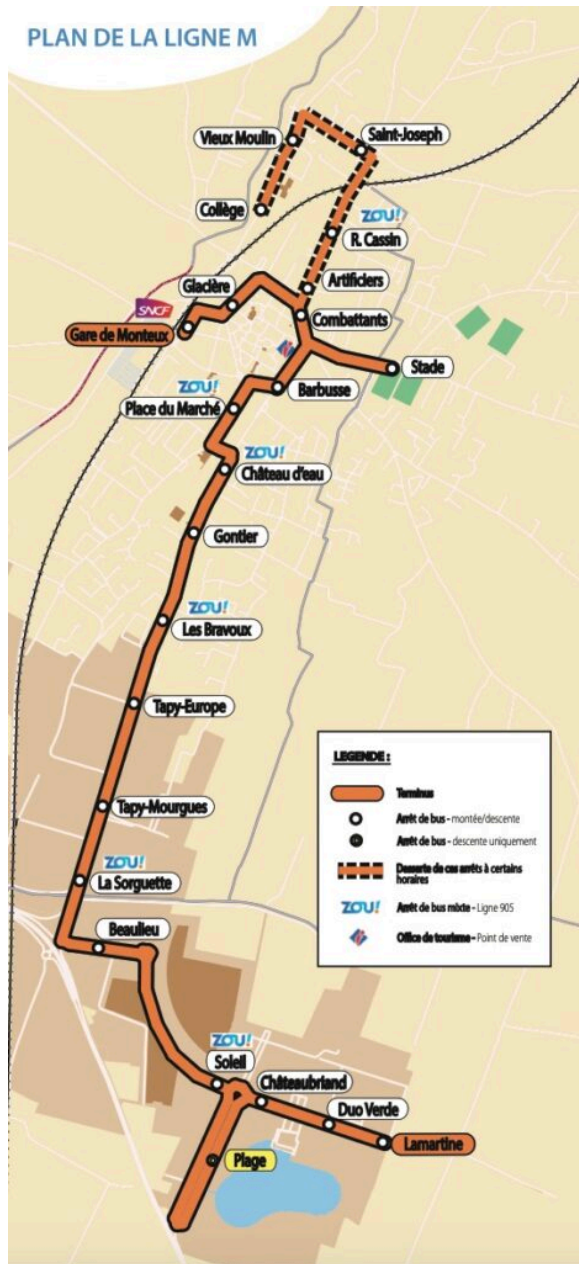 PLAN DE LA LIGNE M
Vieux Moulin
Saint-Joseph
Collège
ZOU!
R. Cassin
Glacière
Artificiers
SNCF
Gare de Monteux
Combattants
Stade
ZOU!
Barbusse
Place du Marché
ZOU!
Château d'eau
Gontier
ZOU!
Les Bravoux
Tapy-Europe
Tapy-Mourgues
ZOU!
La Sorguette
Beaulieu
ZOU!
Soleil
Châteaubriand
Duo Verde
Lamartine
Plage
LEGENDE :
Terminus
Arrêt de bus - montée/descente
Arrêt de bus - descente uniquement
Desserte de ces arrêts à certains
horaires
ZOU! Arrêt de bus mixte - Ligne 905
Office de tourisme - Point de vente